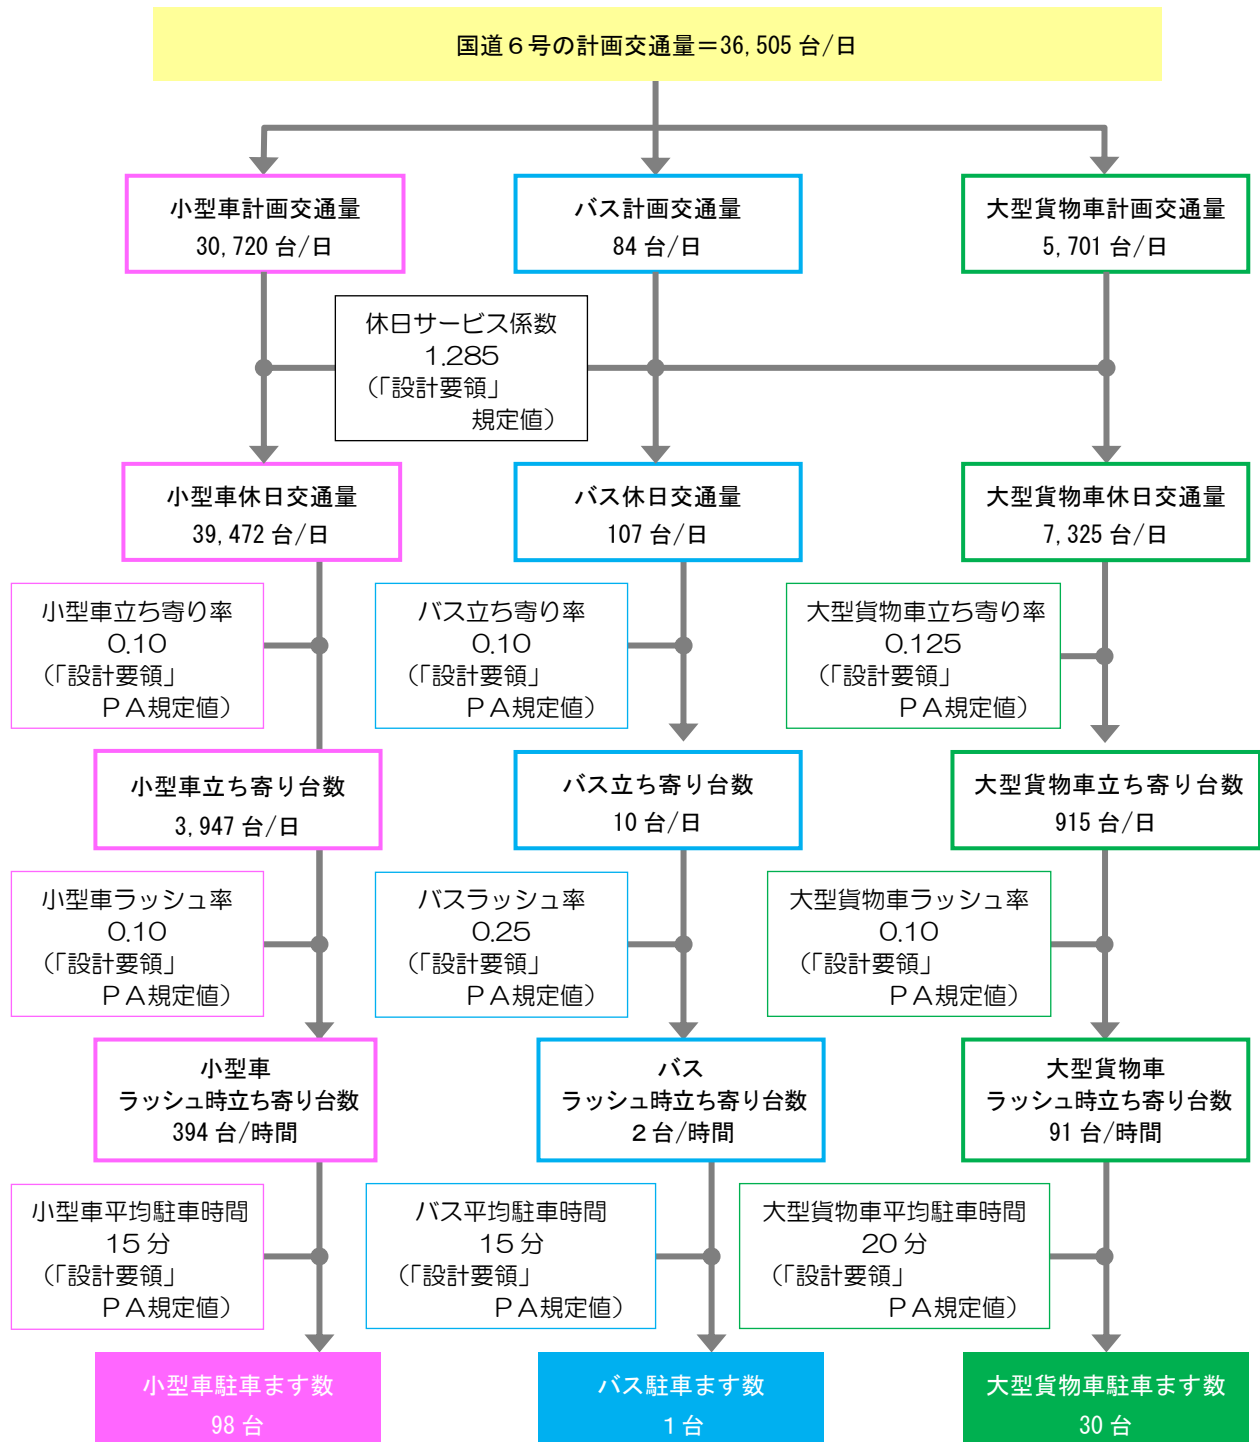 国道６号の計画交通量＝36,505 台/日
小型車計画交通量
30,720 台/日
バス計画交通量
84 台/日
大型貨物車計画交通量
5,701 台/日
休日サービス係数
1.285
（「設計要領」
規定値）
小型車休日交通量
39,472 台/日
バス休日交通量
107 台/日
大型貨物車休日交通量
7,325 台/日
小型車立ち寄り率
0.10
（「設計要領」
ＰＡ規定値）
バス立ち寄り率
0.10
（「設計要領」
ＰＡ規定値）
大型貨物車立ち寄り率
0.125
（「設計要領」
ＰＡ規定値）
小型車立ち寄り台数
3,947 台/日
バス立ち寄り台数
10 台/日
大型貨物車立ち寄り台数
915 台/日
小型車ラッシュ率
0.10
（「設計要領」
ＰＡ規定値）
バスラッシュ率
0.25
（「設計要領」
ＰＡ規定値）
大型貨物車ラッシュ率
0.10
（「設計要領」
ＰＡ規定値）
小型車
ラッシュ時立ち寄り台数
394 台/時間
バス
ラッシュ時立ち寄り台数
２台/時間
大型貨物車
ラッシュ時立ち寄り台数
91 台/時間
小型車平均駐車時間
15 分
（「設計要領」
ＰＡ規定値）
バス平均駐車時間
15 分
（「設計要領」
ＰＡ規定値）
大型貨物車平均駐車時間
20 分
（「設計要領」
ＰＡ規定値）
小型車駐車ます数
98 台
バス駐車ます数
１台
大型貨物車駐車ます数
30 台